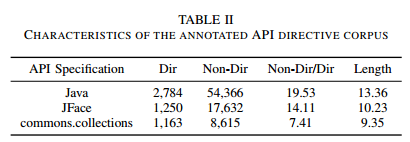 TABLE II
CHARACTERISTICS OF THE ANNOTATED API DIRECTIVE CORPUS
API Specification Dir Non-Dir Non-Dir/Dir Length
Java 2,784 54,366 19.53 13.36
JFace 1,250 17,632 14.11 10.23
commons.collections 1,163 8,615 7.41 9.35